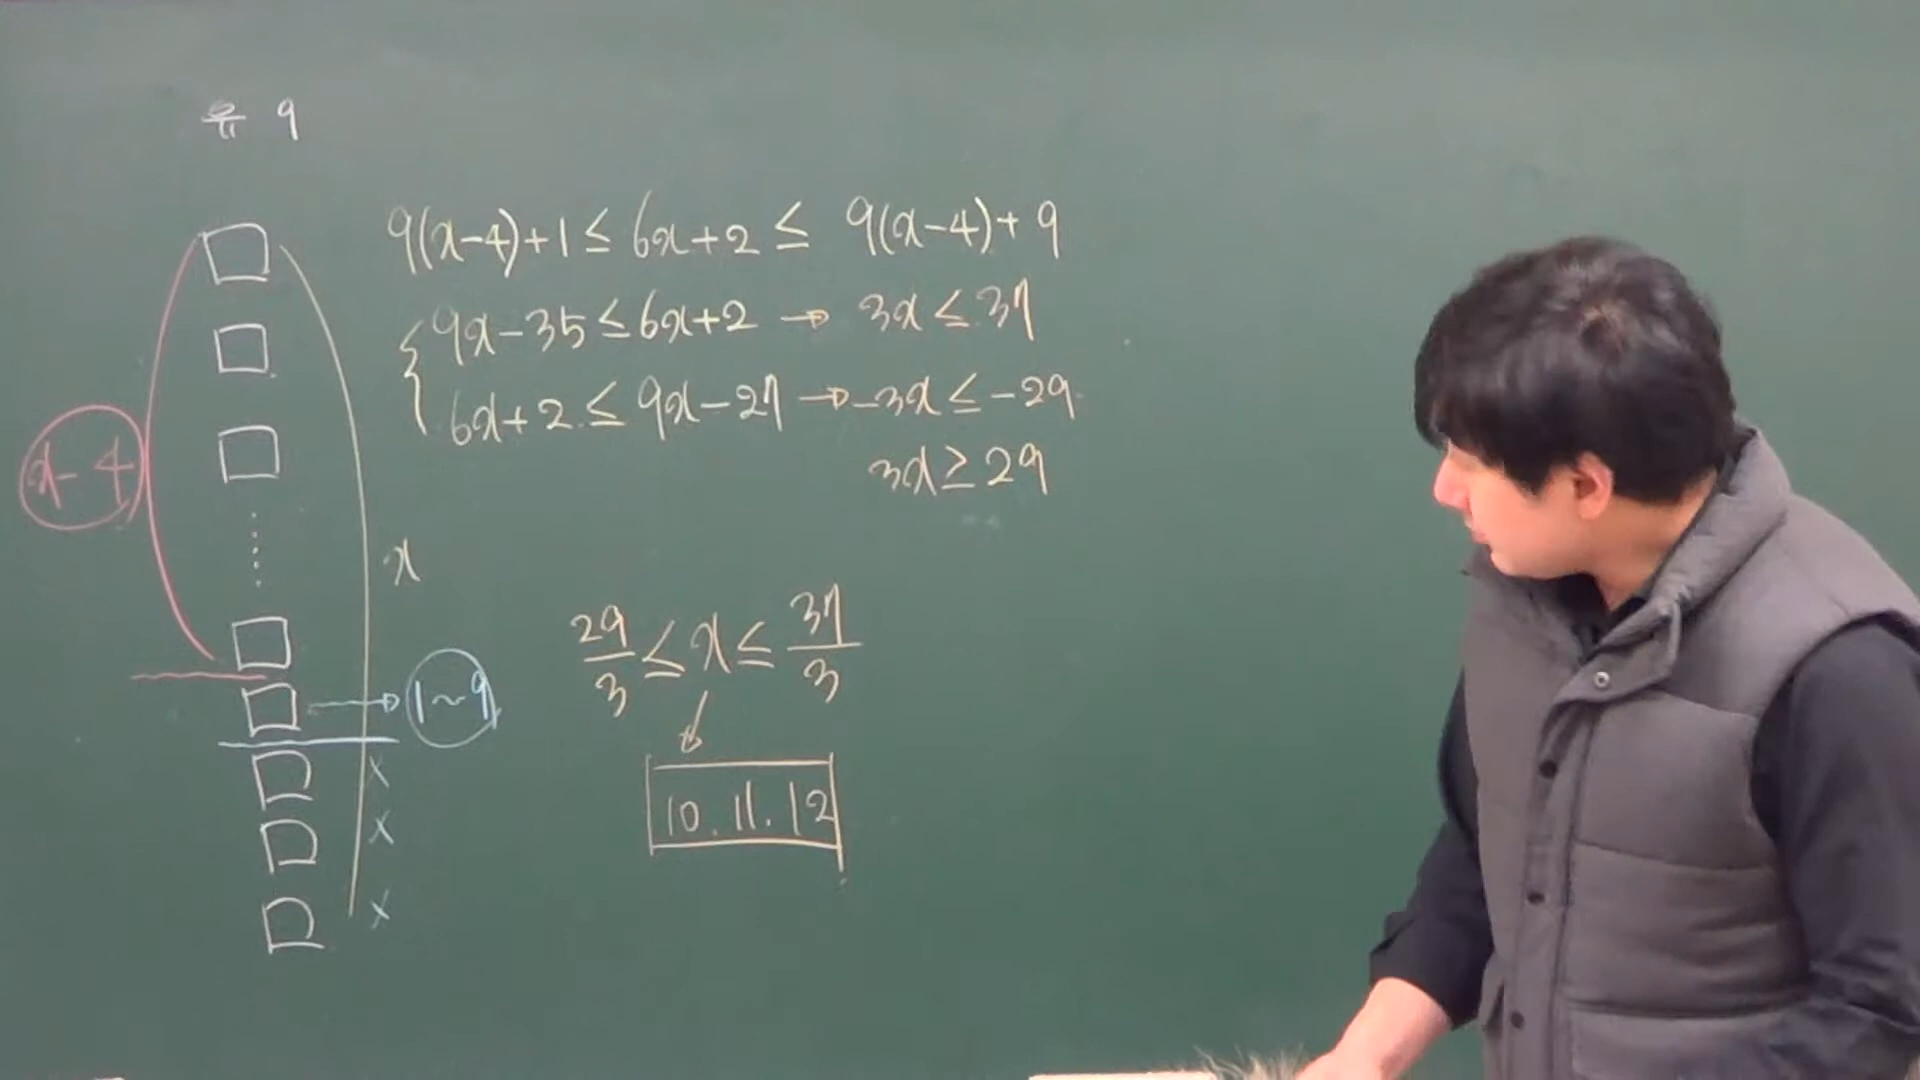 유 9
9(x-4)+1 ≤ 6x+2 ≤ 9(x-4)+9
9x-35 ≤ 6x+2 → 3x ≤ 37
6x+2 ≤ 9x-27 → -3x ≤ -29
3x ≥ 29
x-4
x
29/3 ≤ x ≤ 37/3
1~9
10. 11. 12
x
x
x